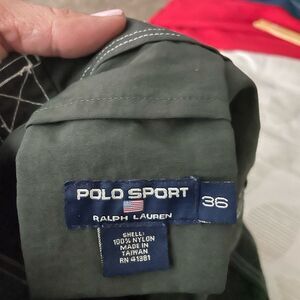 POLO SPORT
RALPH LAUREN
36
SHELL:
100% NYLON
MADE IN
TAIWAN
RN 41381